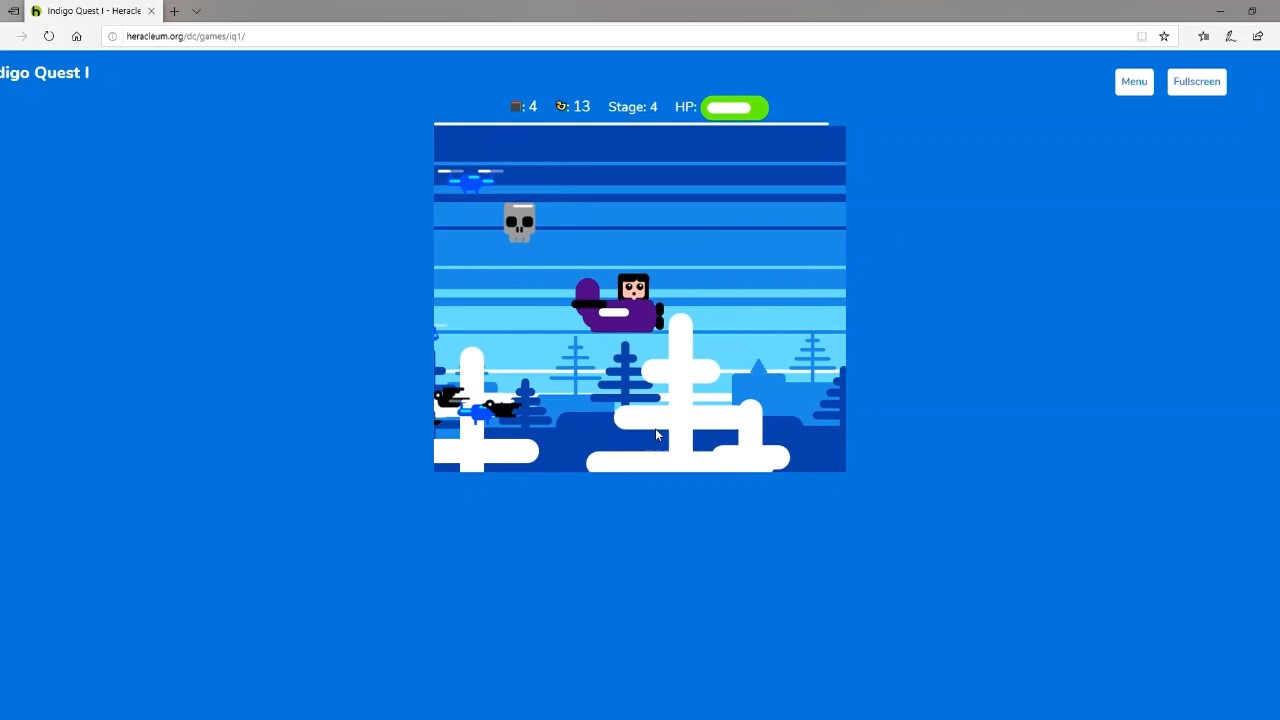 Indigo Quest I - Heracle
heracleum.org/dc/games/iq1/
digo Quest I
Menu
Fullscreen
: 4 : 13 Stage: 4 HP: